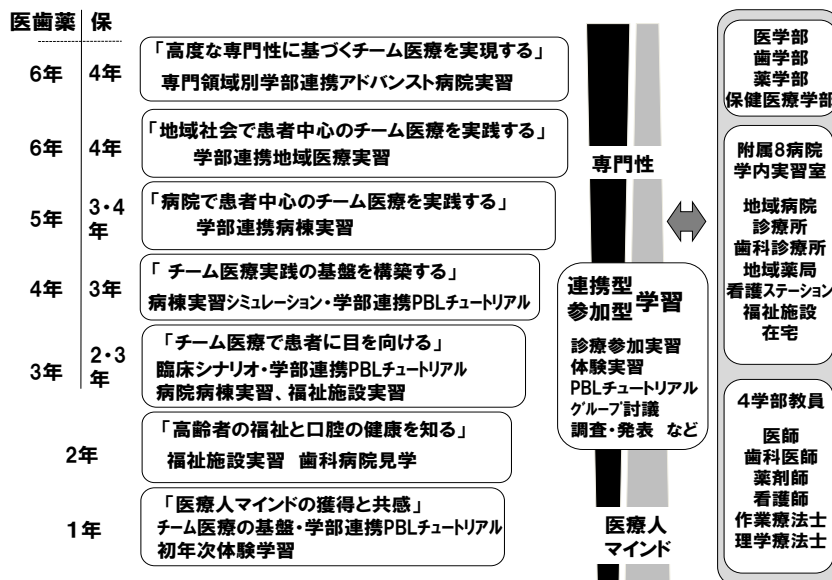 医歯薬 保
6年 4年
「高度な専門性に基づくチーム医療を実現する」
専門領域別学部連携アドバンスト病院実習
6年 4年
「地域社会で患者中心のチーム医療を実践する」
学部連携地域医療実習
5年 3・4年
「病院で患者中心のチーム医療を実践する」
学部連携病棟実習
4年 3年
「チーム医療実践の基盤を構築する」
病棟実習シミュレーション・学部連携PBLチュートリアル
3年 2・3年
「チーム医療で患者に目を向ける」
臨床シナリオ・学部連携PBLチュートリアル
病院病棟実習、福祉施設実習
2年
「高齢者の福祉と口腔の健康を知る」
福祉施設実習 歯科病院見学
1年
「医療人マインドの獲得と共感」
チーム医療の基盤・学部連携PBLチュートリアル
初年次体験学習
専門性
連携型
参加型 学習
診療参加実習
体験実習
PBLチュートリアル
グループ討議
調査・発表 など
医療人
マインド
医学部
歯学部
薬学部
保健医療学部
附属8病院
学内実習室
地域病院
診療所
歯科診療所
地域薬局
看護ステーション
福祉施設
在宅
4学部教員
医師
歯科医師
薬剤師
看護師
作業療法士
理学療法士